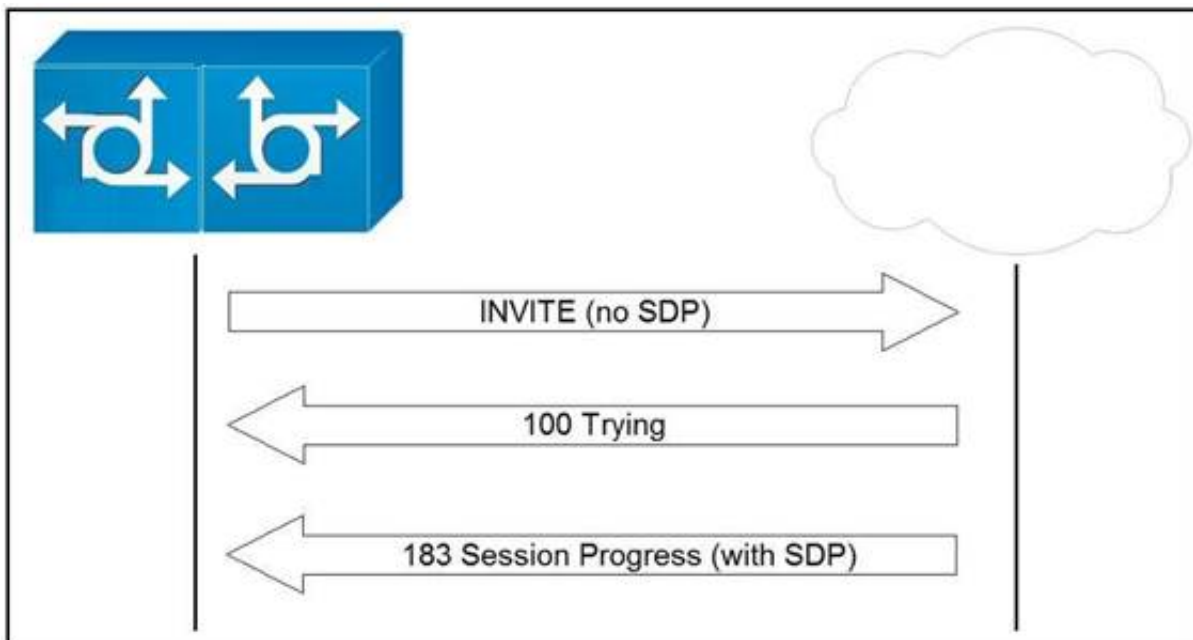 INVITE (no SDP)
100 Trying
183 Session Progress (with SDP)